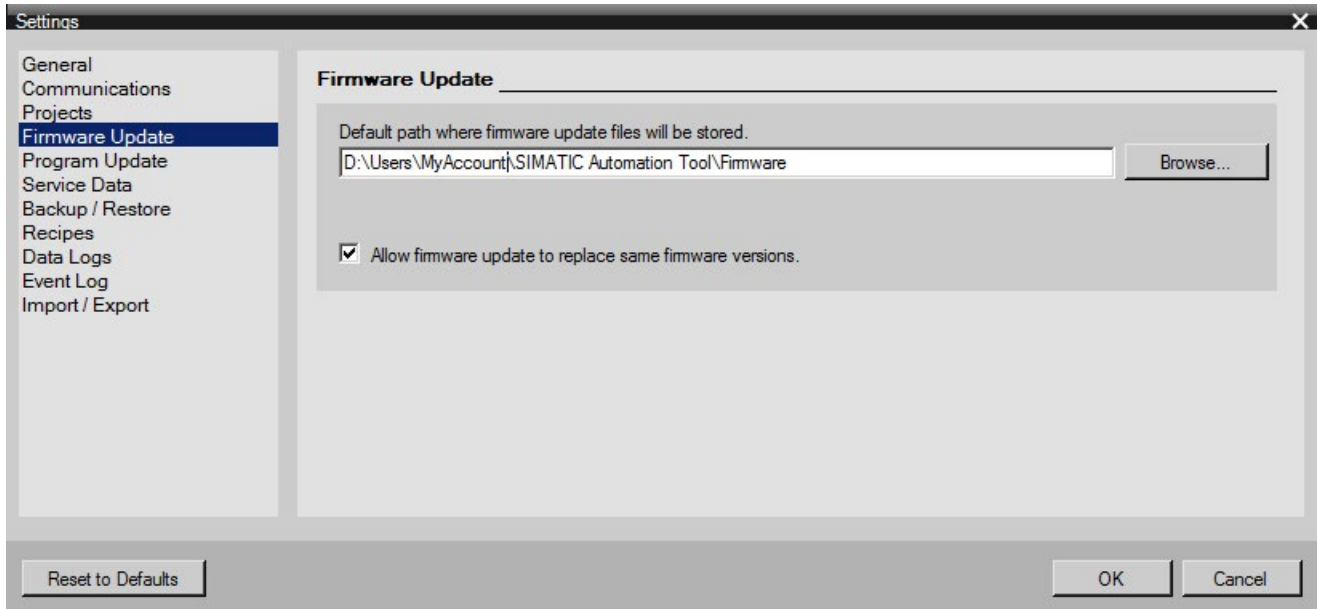 Settings
General
Communications
Projects
Firmware Update
Program Update
Service Data
Backup / Restore
Recipes
Data Logs
Event Log
Import / Export
Firmware Update
Default path where firmware update files will be stored.
D:\Users\MyAccount\SIMATIC Automation Tool\Firmware
Browse...
Allow firmware update to replace same firmware versions.
Reset to Defaults
OK
Cancel